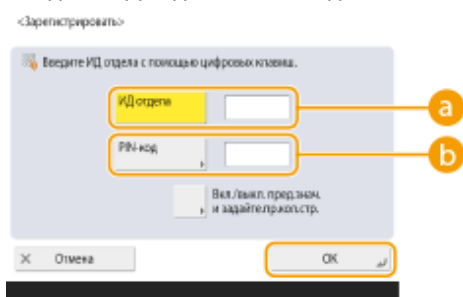 <Зарегистрировать>
Введите ИД отдела с помощью цифровых клавиш.
ИД отдела
a
PIN-код
b
Вкл./выкл. пред.знач.
и задайте.пр.коп.стр.
× Отмена
OK